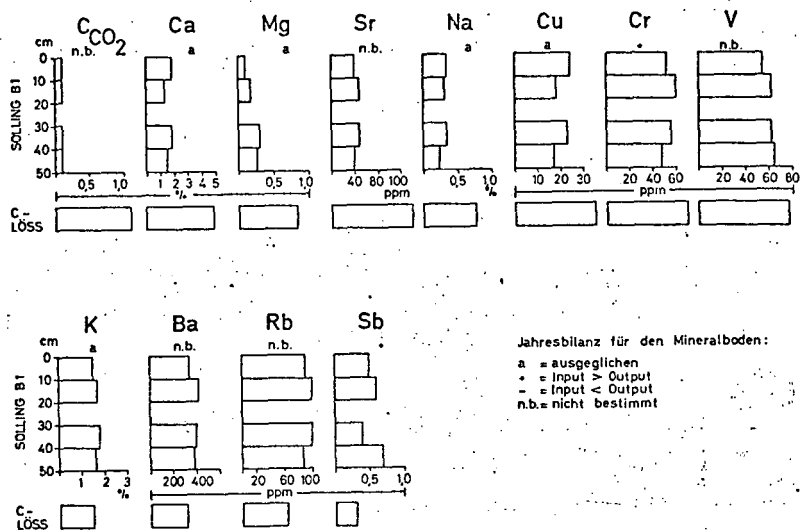 C CO2 Ca Mg Sr Na Cu Cr V
n.b. a a n.b. a a + n.b.
cm
0
10
20
30
40
50
SOLLING B1
0,5 1,0 1 2 3 4 5 0,5 1,0 40 80 100 0,5 1,0 10 20 30 20 40 60 20 40 60 80
% ppm % ppm
C-
LÖSS
K Ba Rb Sb
a n.b. n.b.
cm
0
10
20
30
40
50
SOLLING B1
1 2 3 200 400 20 60 100 0,5 1,0
% ppm
C-
LÖSS
Jahresbilanz für den Mineralboden:
a = ausgeglichen
+ = Input > Output
- = Input < Output
n.b. = nicht bestimmt